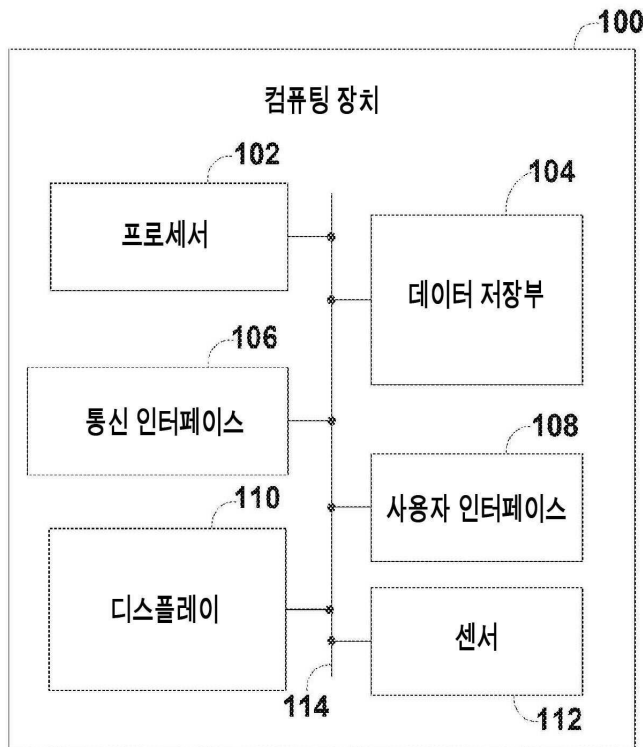 100
컴퓨팅 장치
102
프로세서
104
데이터 저장부
106
통신 인터페이스
108
사용자 인터페이스
110
디스플레이
센서
114
112